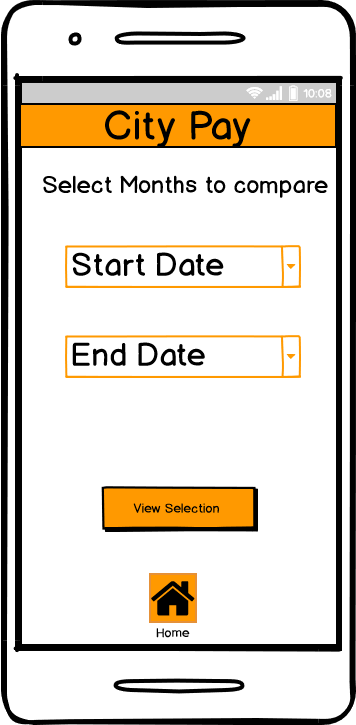 10:08
City Pay
Select Months to compare
Start Date
End Date
View Selection
Home